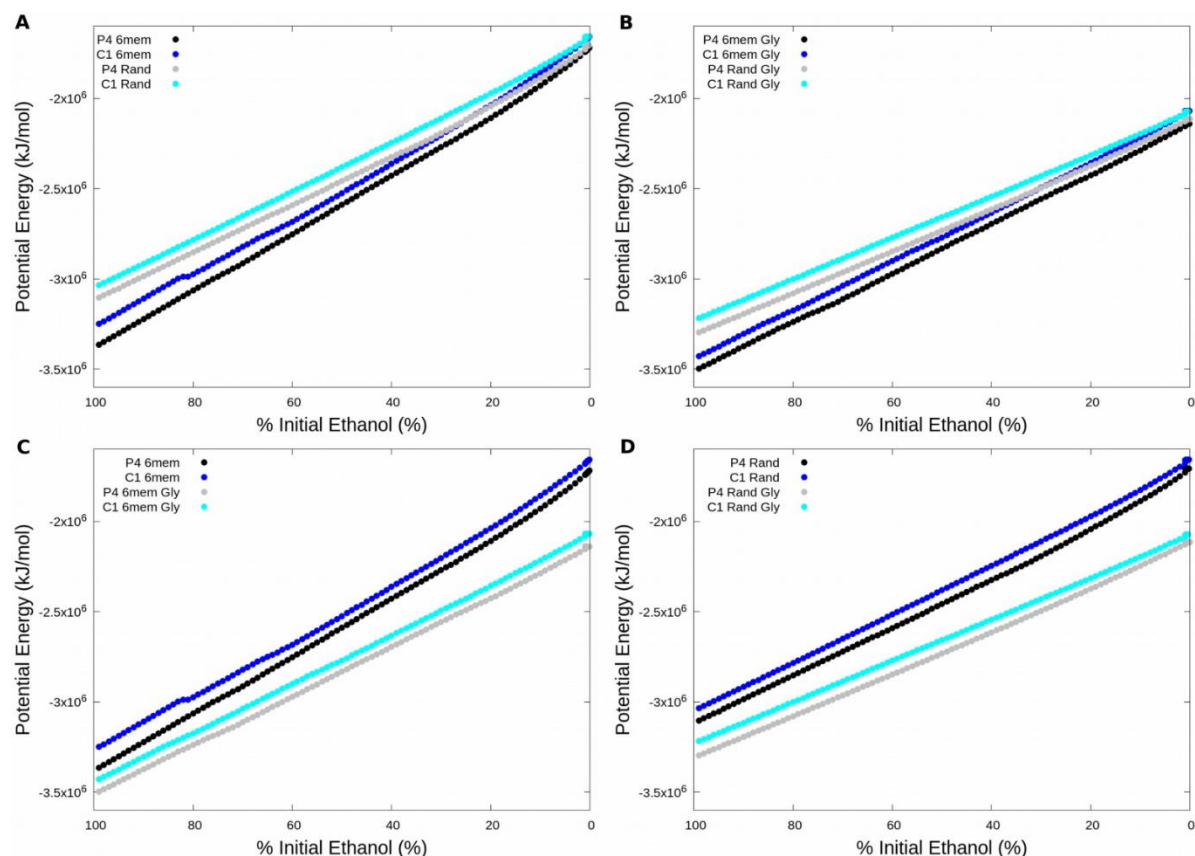 A
P4 6mem
C1 6mem
P4 Rand
C1 Rand
Potential Energy (kJ/mol)
-2x10⁶
-2.5x10⁶
-3x10⁶
-3.5x10⁶
100 80 60 40 20 0
% Initial Ethanol (%)
B
P4 6mem Gly
C1 6mem Gly
P4 Rand Gly
C1 Rand Gly
Potential Energy (kJ/mol)
-2x10⁶
-2.5x10⁶
-3x10⁶
-3.5x10⁶
100 80 60 40 20 0
% Initial Ethanol (%)
C
P4 6mem
C1 6mem
P4 6mem Gly
C1 6mem Gly
Potential Energy (kJ/mol)
-2x10⁶
-2.5x10⁶
-3x10⁶
-3.5x10⁶
100 80 60 40 20 0
% Initial Ethanol (%)
D
P4 Rand
C1 Rand
P4 Rand Gly
C1 Rand Gly
Potential Energy (kJ/mol)
-2x10⁶
-2.5x10⁶
-3x10⁶
-3.5x10⁶
100 80 60 40 20 0
% Initial Ethanol (%)